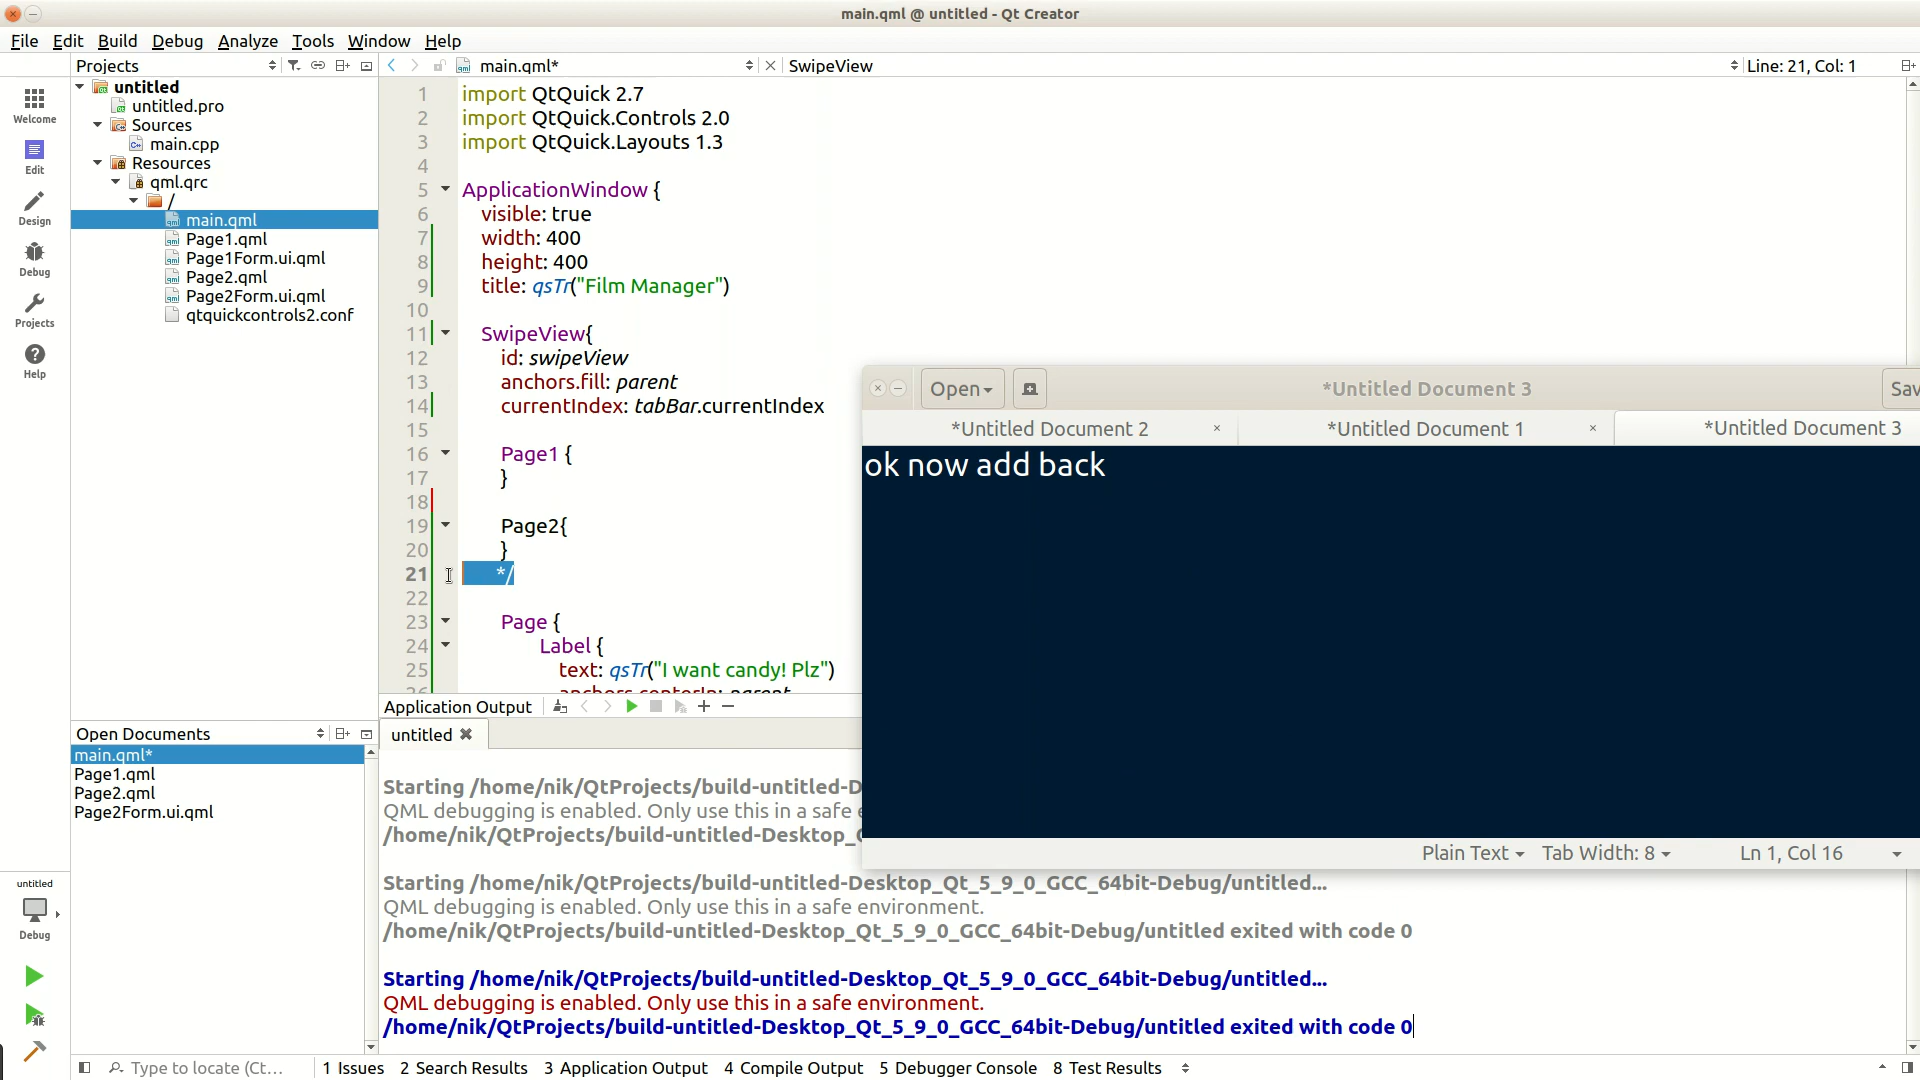 main.qml @ untitled - Qt Creator
File Edit Build Debug Analyze Tools Window Help
Projects
main.qml*
SwipeView
Line: 21, Col: 1
Welcome
Edit
Design
Debug
Projects
Help
untitled
untitled.pro
Sources
main.cpp
Resources
qml.qrc
/
main.qml
Page1.qml
Page1Form.ui.qml
Page2.qml
Page2Form.ui.qml
qtquickcontrols2.conf
1 import QtQuick 2.7
2 import QtQuick.Controls 2.0
3 import QtQuick.Layouts 1.3
4
5 ApplicationWindow {
6 visible: true
7 width: 400
8 height: 400
9 title: qsTr("Film Manager")
10
11 SwipeView{
12 id: swipeView
13 anchors.fill: parent
14 currentIndex: tabBar.currentIndex
15
16 Page1 {
17 }
18
19 Page2{
20 }
21 */
22
23 Page {
24 Label {
25 text: qsTr("I want candy! Plz")
26 anchors.centerIn: parent
Open
*Untitled Document 3
Sav
*Untitled Document 2
*Untitled Document 1
*Untitled Document 3
ok now add back
Plain Text
Tab Width: 8
Ln 1, Col 16
Open Documents
main.qml*
Page1.qml
Page2.qml
Page2Form.ui.qml
Application Output
untitled
Starting /home/nik/QtProjects/build-untitled-D
QML debugging is enabled. Only use this in a safe e
/home/nik/QtProjects/build-untitled-Desktop_
Starting /home/nik/QtProjects/build-untitled-Desktop_Qt_5_9_0_GCC_64bit-Debug/untitled...
QML debugging is enabled. Only use this in a safe environment.
/home/nik/QtProjects/build-untitled-Desktop_Qt_5_9_0_GCC_64bit-Debug/untitled exited with code 0
Starting /home/nik/QtProjects/build-untitled-Desktop_Qt_5_9_0_GCC_64bit-Debug/untitled...
QML debugging is enabled. Only use this in a safe environment.
/home/nik/QtProjects/build-untitled-Desktop_Qt_5_9_0_GCC_64bit-Debug/untitled exited with code 0
untitled
Debug
Type to locate (Ct...
1 Issues
2 Search Results
3 Application Output
4 Compile Output
5 Debugger Console
8 Test Results